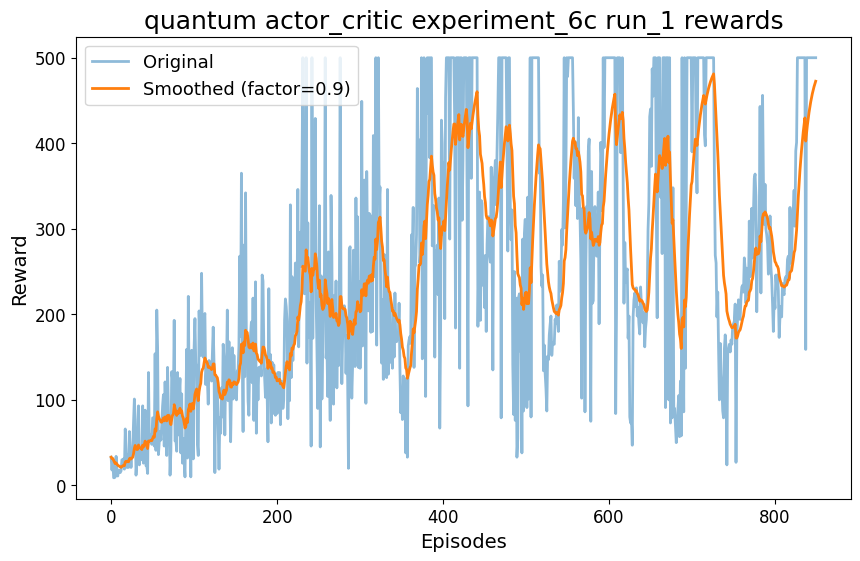 quantum actor_critic experiment_6c run_1 rewards
Original
Smoothed (factor=0.9)
500
400
300
200
100
0
Reward
0 200 400 600 800
Episodes